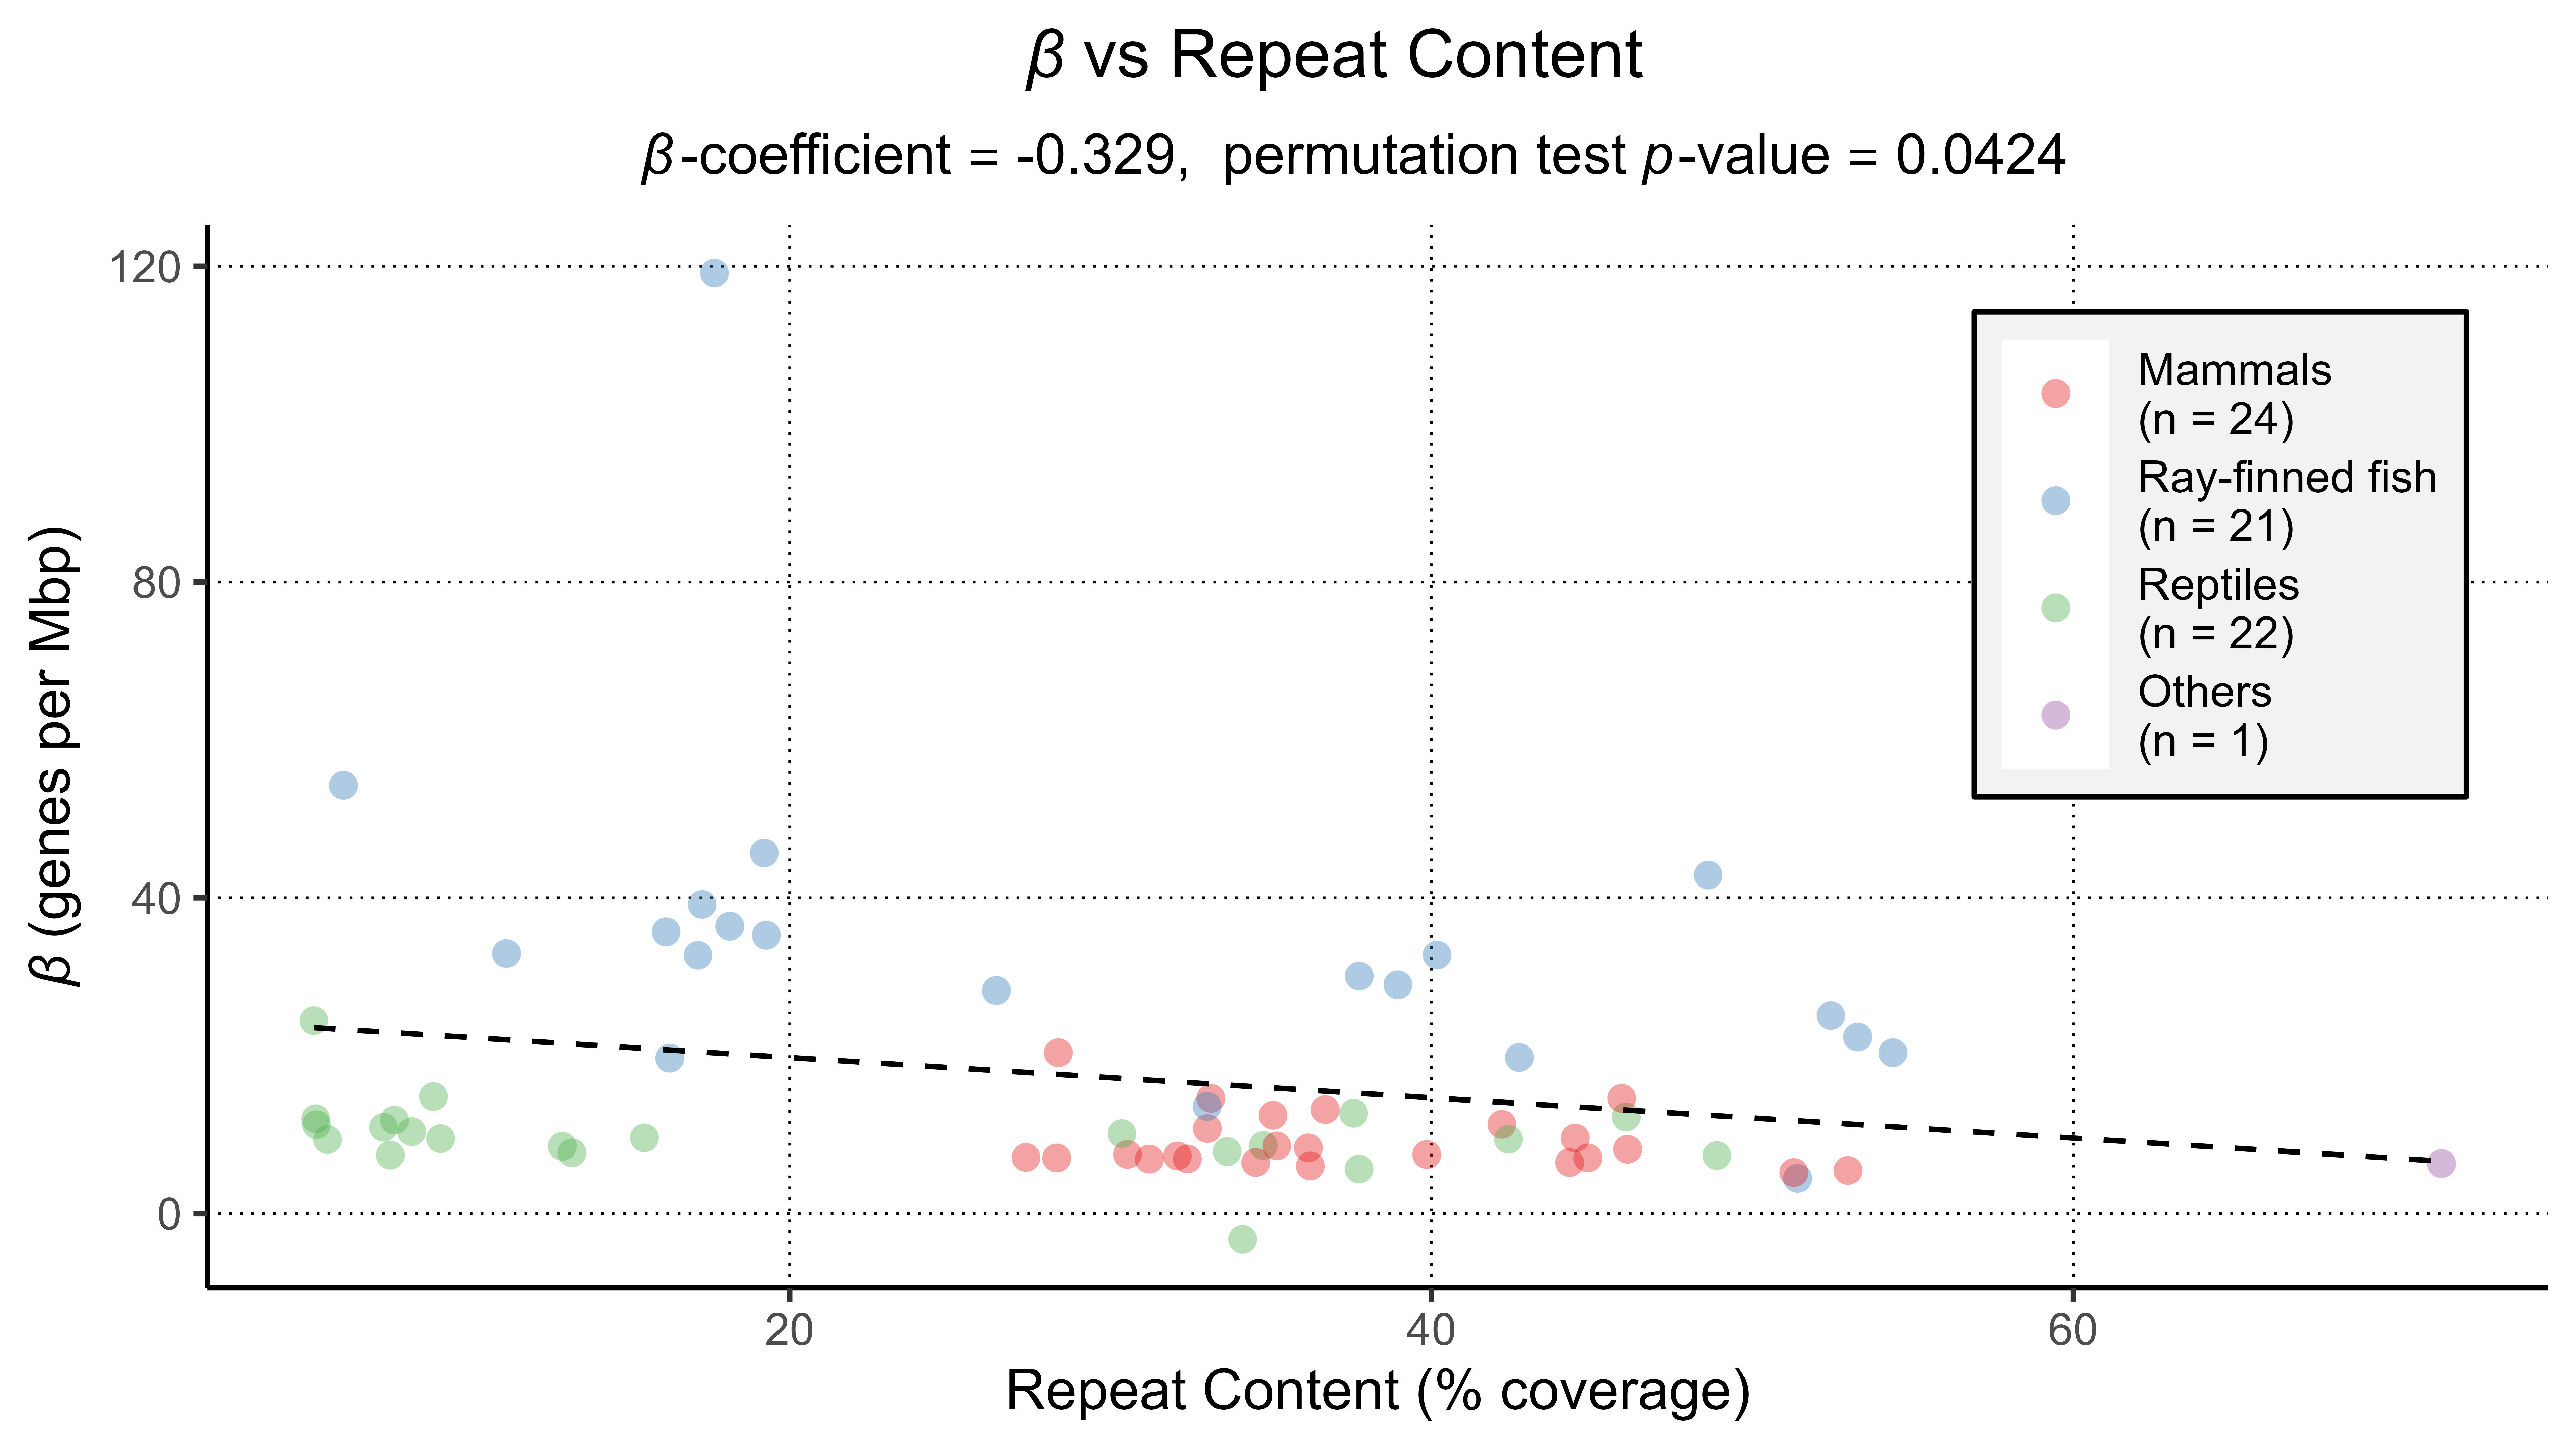 β vs Repeat Content
β-coefficient = -0.329, permutation test p-value = 0.0424
β (genes per Mbp)
120
80
40
0
Mammals
(n = 24)
Ray-finned fish
(n = 21)
Reptiles
(n = 22)
Others
(n = 1)
20
40
60
Repeat Content (% coverage)